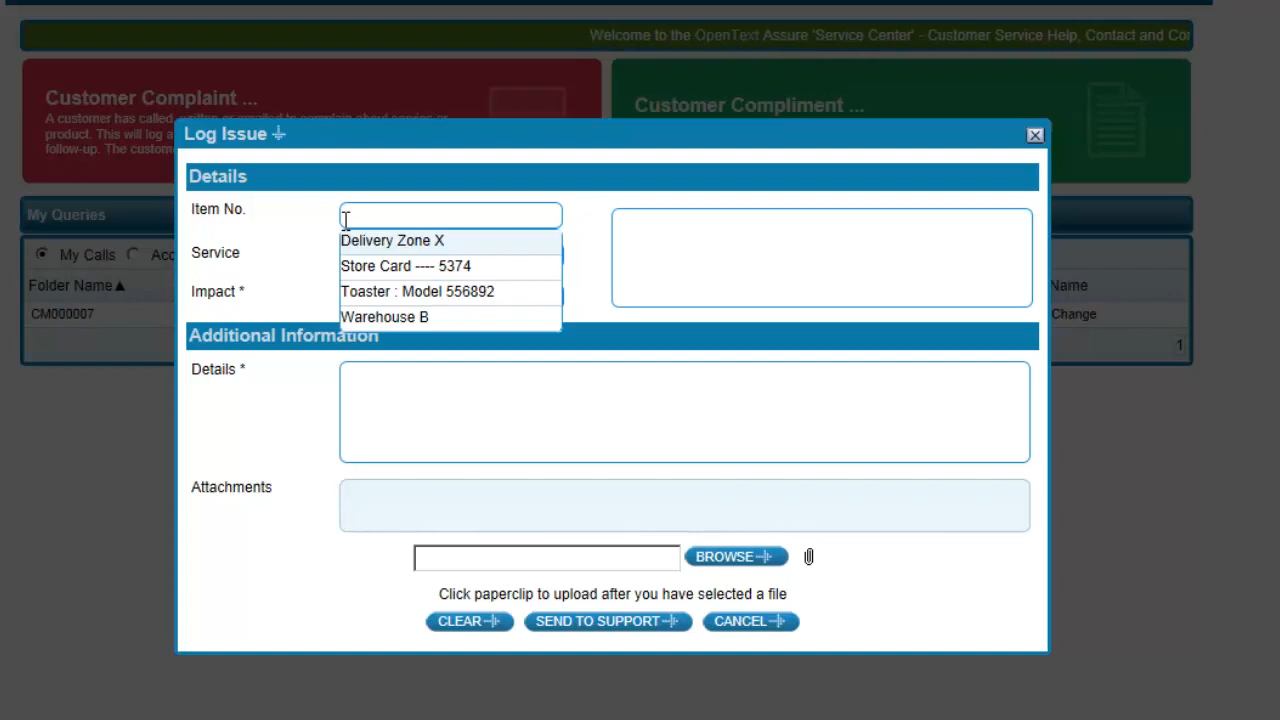 Welcome to the OpenText Assure 'Service Center' - Customer Service Help, Contact and Co
Customer Complaint ...
A customer has called, written or emailed to complain about service or
product. This will log a
follow-up. The custom
Customer Compliment ...
Log Issue
Details
Item No.
Delivery Zone X
Service
Store Card ---- 5374
Impact *
Toaster : Model 556892
Warehouse B
Additional Information
Details *
Attachments
BROWSE
Click paperclip to upload after you have selected a file
CLEAR
SEND TO SUPPORT
CANCEL
My Queries
My Calls
Acc
Folder Name▲
Name
CM000007
Change
1